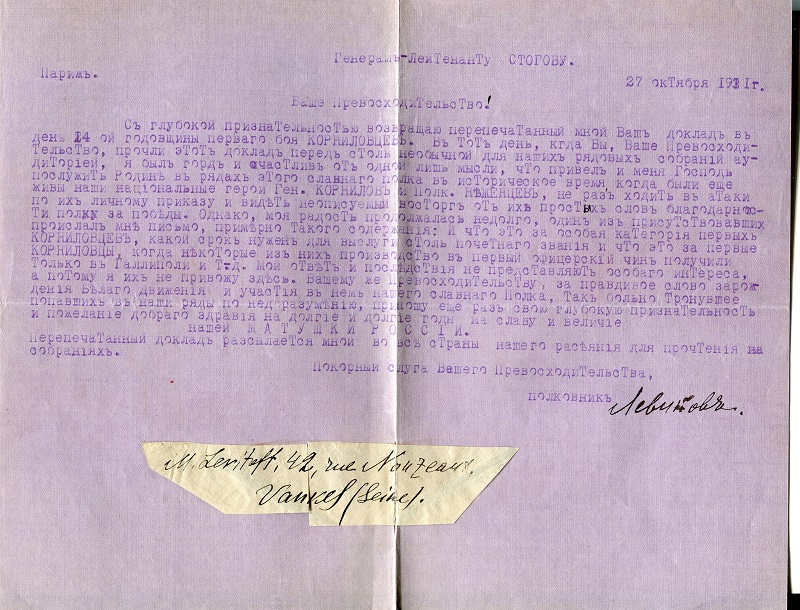 Генералъ-Лейтенанту СТОГОВУ.
Парижъ.
27 октября 1931г.
Ваше Превосходительство!
Съ глубокой признательностью возвращаю перепечатанный мной Вашъ докладъ въ
день 14 ой годовщины перваго боя КОРНИЛОВЦЕВЪ. Въ тотъ день, кгда Вы, Ваше Превосходи-
тельство, прочли этотъ докладъ передъ столь необычной для нашихъ рядовыхъ собраній ау-
диторіей, я былъ гордъ и счастливъ отъ одной лишь мысли, что привелъ и меня Господь
послужить Родинѣ въ рядахъ этого славнаго полка въ историческое время, когда были еще
живы наши національные герои Ген. КОРНИЛОВЪ и Полк. НѢЖЕНЦЕВЪ, не разъ ходить въ атаки
по ихъ личному приказу и видѣть неописуемый восторгъ отъ ихъ простыхъ словъ благодарнос-
ти полку за побѣды. Однако, моя радость продолжалась недолго, одинъ изъ присутствовавшихъ
прислалъ мнѣ письмо, примѣрно такого содержанія: И что это за особая категорія первыхъ
КОРНИЛОВЦЕВЪ, какой срокъ нуженъ для выслуги столь почетнаго званія и что это за первые
КОРНИЛОВЦЫ, когда нѣкоторые изъ нихъ производство въ первый офицерскій чинъ получили
только въ Галлиполи и т.д. Мой отвѣтъ и послѣдствія не представляютъ особаго интереса,
а потому я ихъ не привожу здѣсь. Вашему же Превосходительству, за правдивое слово зарож-
денія Бѣлаго движенія и участія въ немъ нашего славнаго Полка, такъ больно тронувшее
попавшихъ въ наши ряды по недоразумѣнію, приношу еще разъ свою глубокую признательность
и пожеланіе добраго здравія на долгіе и долгіе годы на славу и величіе
нашей МАТУШКИ РОССІИ.
Перепечатанный докладъ разсылается мной во всѣ страны нашего расѣянія для прочтенія на
собраніяхъ.
Покорный слуга Вашего Превосходительства,
полковникъ Левитовъ.
M. Levitoff, 42, rue
(Seine).